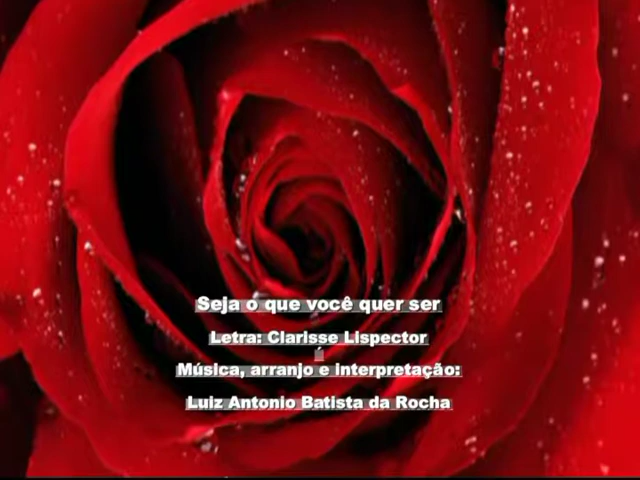 Seja o que você quer ser
Letra: Clarisse Lispector
Música, arranjo e interpretação:
Luiz Antonio Batista da Rocha